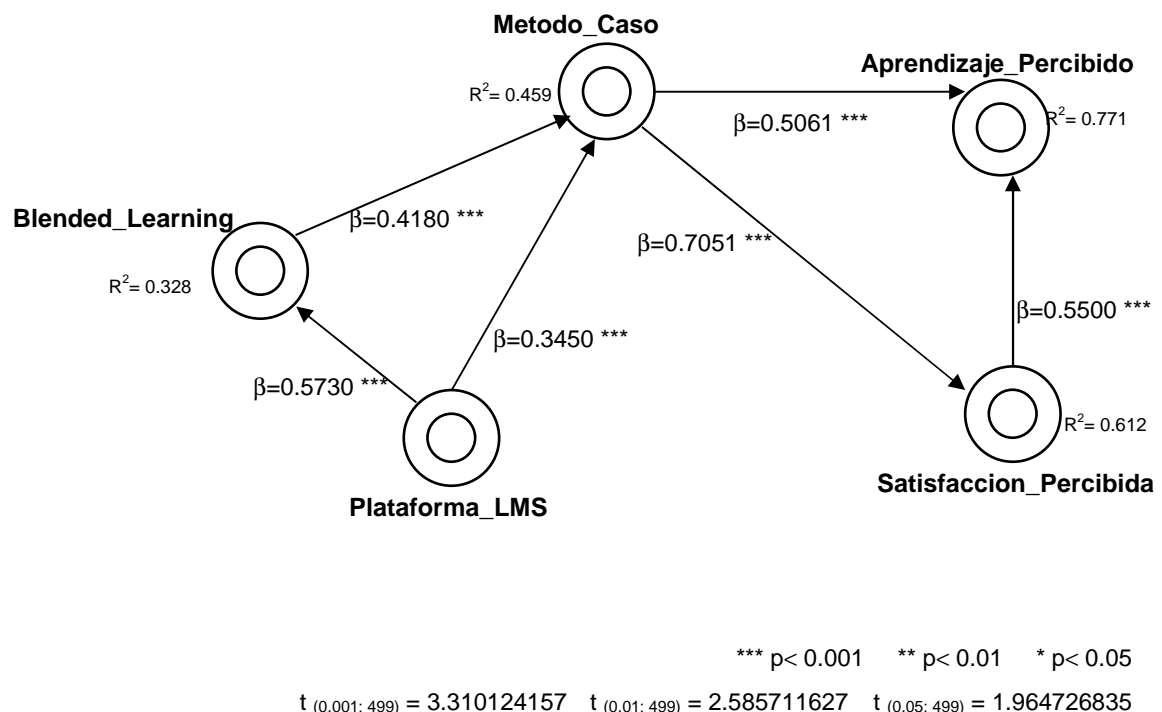 Metodo_Caso
Aprendizaje_Percibido
R²= 0.459
R²= 0.771
β=0.5061 ***
Blended_Learning
β=0.4180 ***
β=0.7051 ***
R²= 0.328
β=0.5500 ***
β=0.3450 ***
β=0.5730 ***
R²= 0.612
Satisfaccion_Percibida
Plataforma_LMS
*** p< 0.001 ** p< 0.01 * p< 0.05
t (0.001; 499) = 3.310124157 t (0.01; 499) = 2.585711627 t (0.05; 499) = 1.964726835